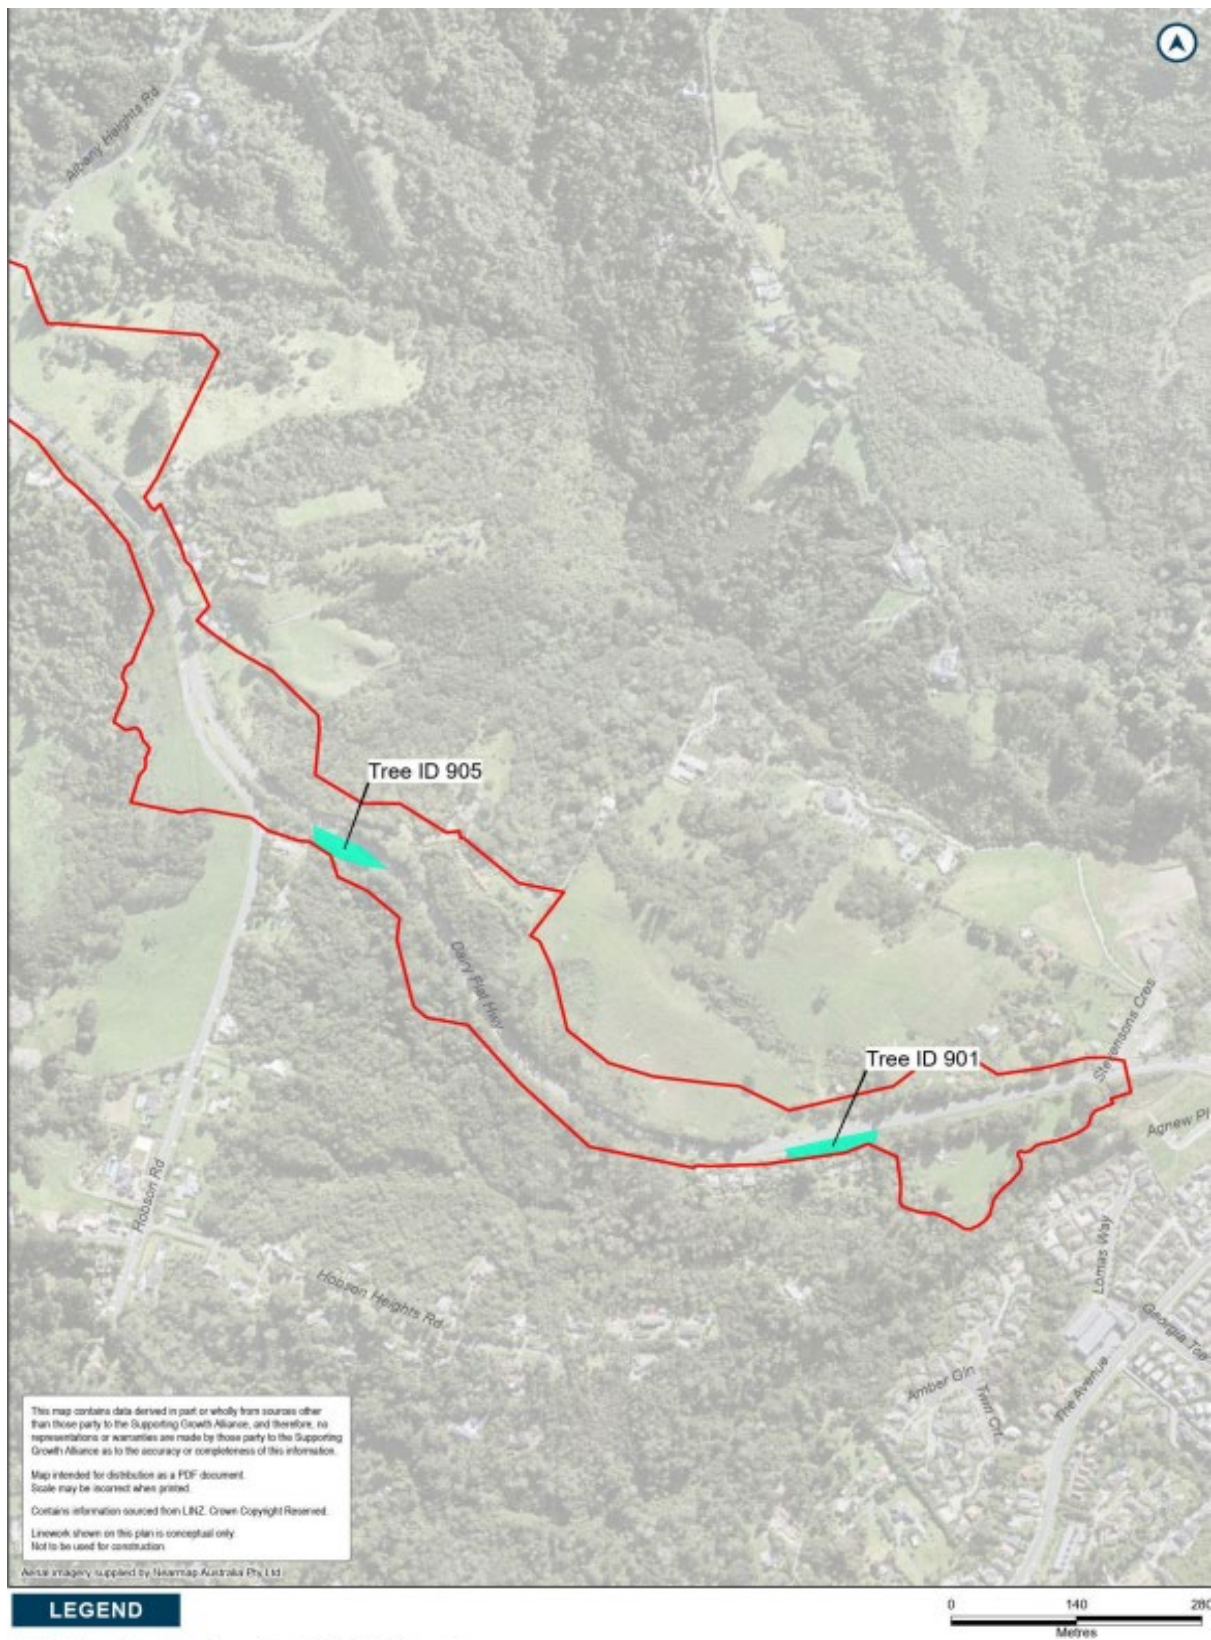 Albany Heights Rd
Tree ID 905
Dairy Flat Hwy
Tree ID 901
Stevensons Cres
Agnew Pl
Hobson Rd
Lomas Way
Hobson Heights Rd
Georgia Tce
Amber Gln
Twin Crt
The Avenue
This map contains data derived in part or wholly from sources other
than those party to the Supporting Growth Alliance, and therefore, no
representations or warranties are made by those party to the Supporting
Growth Alliance as to the accuracy or completeness of this information.
Map intended for distribution as a PDF document.
Scale may be incorrect when printed.
Contains information sourced from LINZ. Crown Copyright Reserved.
Linework shown on this plan is conceptual only.
Not to be used for construction.
Aerial imagery supplied by Nearmap Australia Pty Ltd
LEGEND
0 140 280
Metres